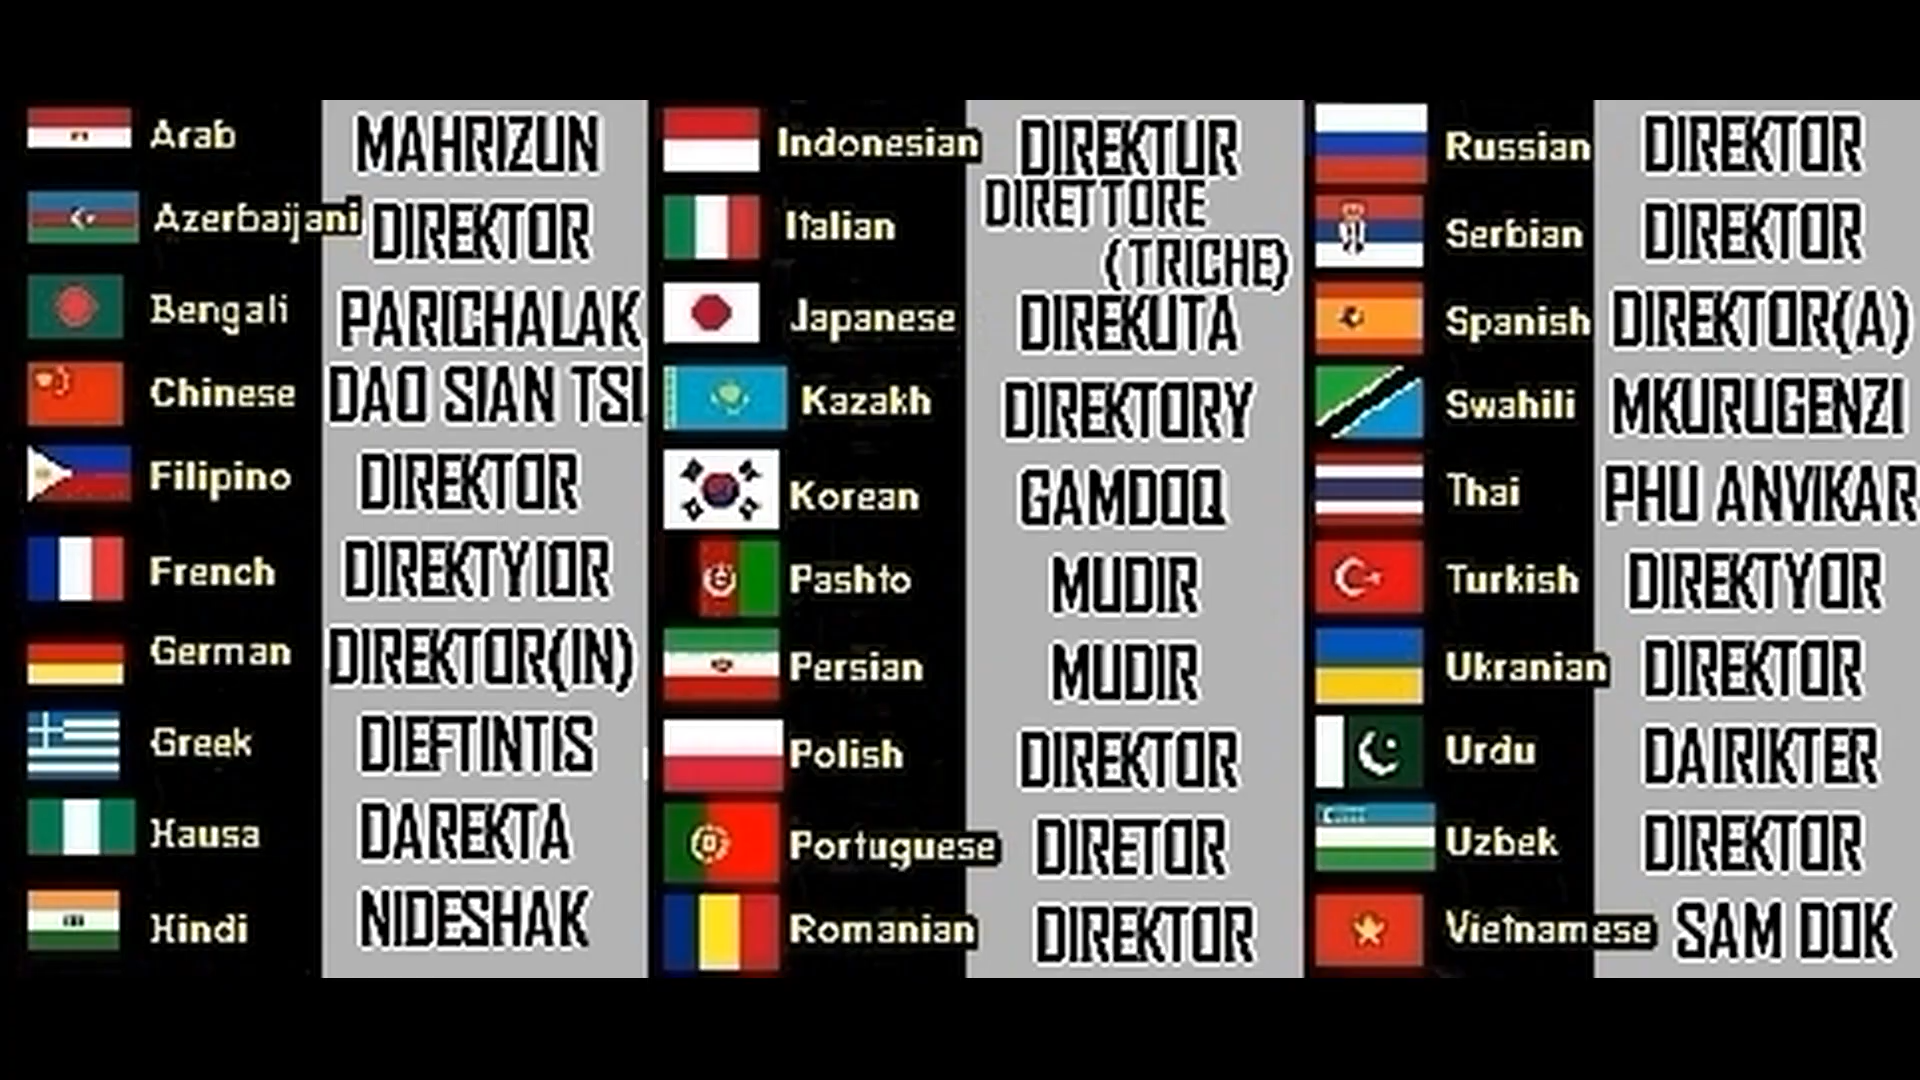 Arab MAHRIZUN
Azerbaijani DIREKTOR
Bengali PARICHALAK
Chinese DAO SIAN TSI
Filipino DIREKTOR
French DIREKTYIOR
German DIREKTOR(IN)
Greek DIEFTINTIS
Hausa DAREKTA
Hindi NIDESHAK
Indonesian DIREKTUR
Italian DIRETTORE
(TRICHE)
Japanese DIREKUTA
Kazakh DIREKTORY
Korean GAMDOQ
Pashto MUDIR
Persian MUDIR
Polish DIREKTOR
Portuguese DIRETOR
Romanian DIREKTOR
Russian DIREKTOR
Serbian DIREKTOR
Spanish DIREKTOR(A)
Swahili MKURUGENZI
Thai PHU ANVIKAR
Turkish DIREKTYOR
Ukranian DIREKTOR
Urdu DAIRIKTER
Uzbek DIREKTOR
Vietnamese SAM DOK